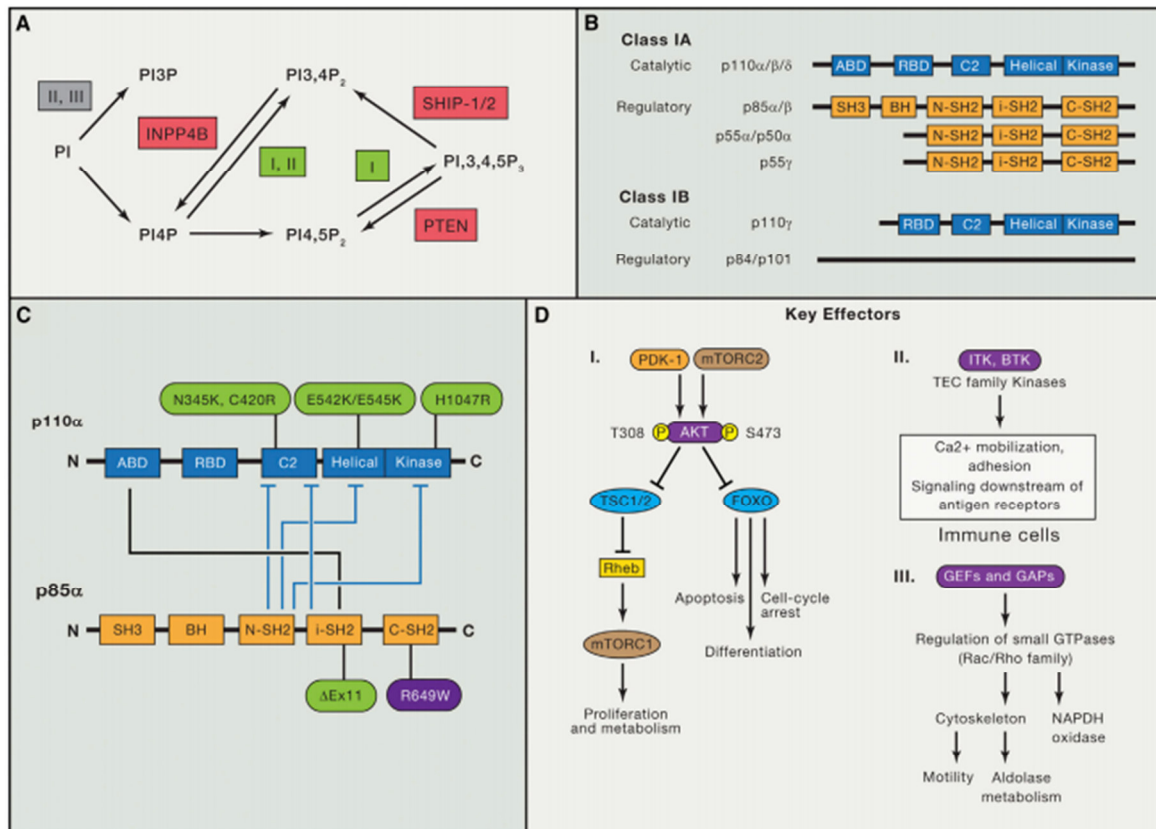 A
PI3P
PI3,4P2
II, III
SHIP-1/2
INPP4B
PI
I, II
I
PI,3,4,5P3
PTEN
PI4P
PI4,5P2
B
Class IA
Catalytic p110α/β/δ ABD RBD C2 Helical Kinase
Regulatory p85α/β SH3 BH N-SH2 i-SH2 C-SH2
p55α/p50α N-SH2 i-SH2 C-SH2
p55γ N-SH2 i-SH2 C-SH2
Class IB
Catalytic p110γ RBD C2 Helical Kinase
Regulatory p84/p101
C
N345K, C420R E542K/E545K H1047R
p110α
N ABD RBD C2 Helical Kinase C
p85α
N SH3 BH N-SH2 i-SH2 C-SH2 C
ΔEx11 R649W
D
Key Effectors
I.
PDK-1 mTORC2
T308 P AKT P S473
TSC1/2 FOXO
Rheb
Apoptosis
Cell-cycle
arrest
mTORC1
Differentiation
Proliferation
and metabolism
II.
ITK, BTK
TEC family Kinases
Ca2+ mobilization,
adhesion
Signaling downstream of
antigen receptors
Immune cells
III.
GEFs and GAPs
Regulation of small GTPases
(Rac/Rho family)
Cytoskeleton
NAPDH
oxidase
Motility
Aldolase
metabolism